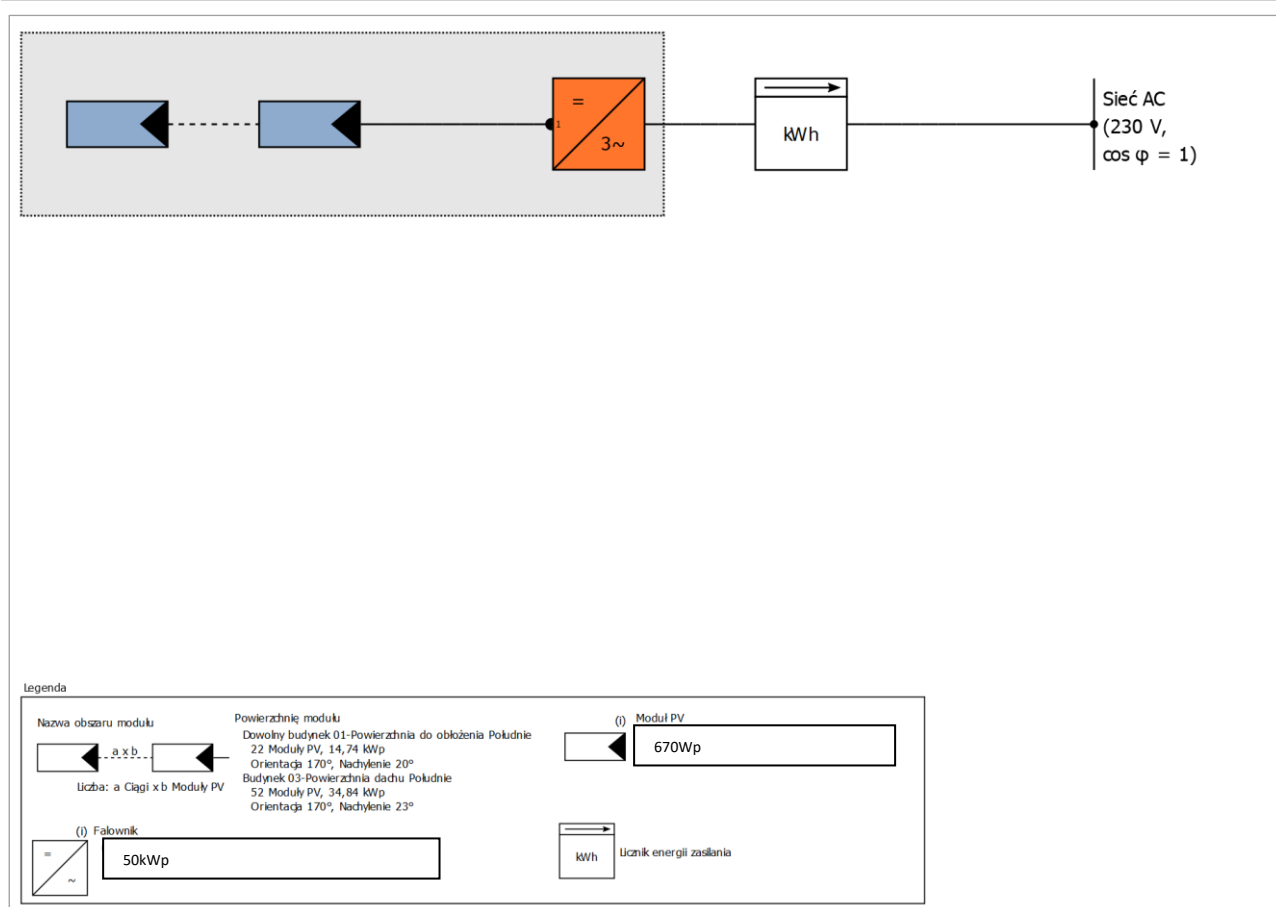 =
1
3~
kWh
Sieć AC
(230 V,
cos φ = 1)
Legenda
Nazwa obszaru modułu
a x b
Liczba: a Ciągi x b Moduły PV
Powierzchnię modułu
Dowolny budynek 01-Powierzchnia do obłożenia Południe
22 Moduły PV, 14,74 kWp
Orientacja 170°, Nachylenie 20°
Budynek 03-Powierzchnia dachu Południe
52 Moduły PV, 34,84 kWp
Orientacja 170°, Nachylenie 23°
(i) Moduł PV
670Wp
(i) Falownik
=
~
50kWp
kWh
Licznik energii zasilania